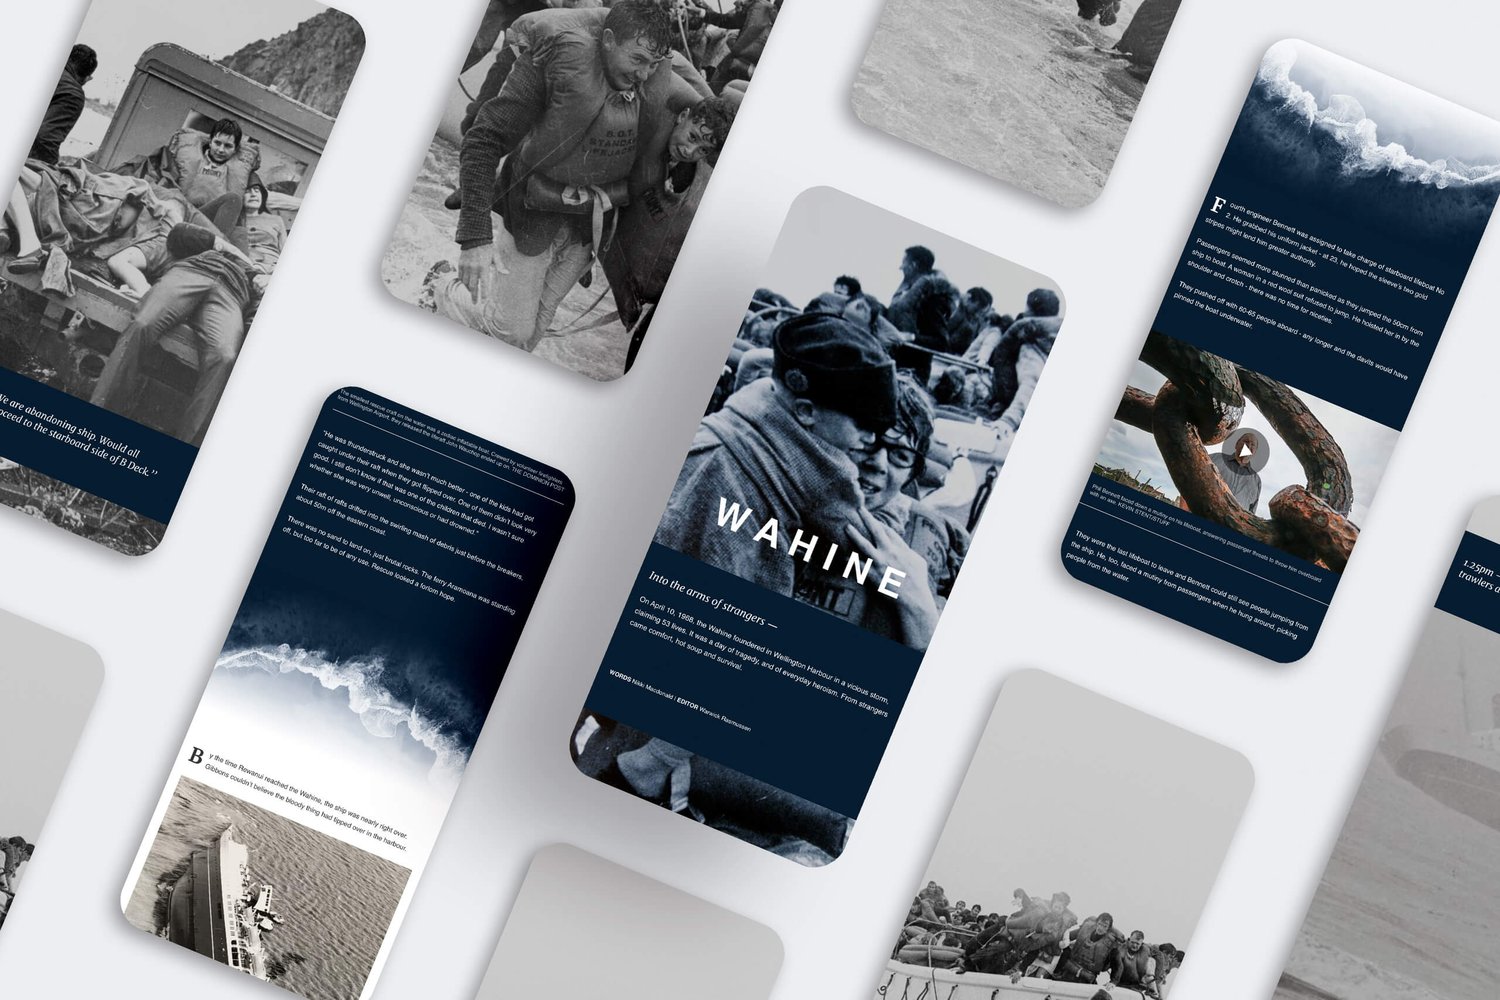 We are abandoning ship. Would all
proceed to the starboard side of B Deck.”
MOONY
B.O.T.
STANDARD
The smallest rescue craft on the water was a zodiac inflatable boat. Crewed by volunteer firefighters
from Wellington Airport, they released the liferaft John Wauchop ended up on. THE DOMINION POST
“He was thunderstruck and she wasn't much better - one of the kids had got
caught under their raft when they got flipped over. One of them didn't look very
good. I still don't know if that was one of the children that died. I wasn't sure
whether she was very unwell, unconscious or had drowned.”
Their raft of rafts drifted into the swirling mash of debris just before the breakers,
about 50m off the eastern coast.
There was no sand to land on, just brutal rocks. The ferry Aramoana was standing
off, but too far to be of any use. Rescue looked a forlorn hope.
By the time Rewanui reached the Wahine, the ship was nearly right over.
Gibbons couldn't believe the bloody thing had tipped over in the harbour.
WAHINE
Into the arms of strangers —
On April 10, 1968, the Wahine foundered in Wellington Harbour in a vicious storm,
claiming 53 lives. It was a day of tragedy, and of everyday heroism. From strangers
came comfort, hot soup and survival.
WORDS Nikki Macdonald | EDITOR Warwick Rasmussen
Fourth engineer Bennett was assigned to take charge of starboard lifeboat No
2. He grabbed his uniform jacket - at 23, he hoped the sleeve's two gold
stripes might lend him greater authority.
Passengers seemed more stunned than panicked as they jumped the 50cm from
ship to boat. A woman in a red wool suit refused to jump. He hoisted her in by the
shoulder and crotch - there was no time for niceties.
They pushed off with 60-65 people aboard - any longer and the davits would have
pinned the boat underwater.
Phil Bennett faced down a mutiny on his lifeboat, answering passenger threats to throw him overboard
with an axe. KEVIN STENT/STUFF
They were the last lifeboat to leave and Bennett could still see people jumping from
the ship. He, too, faced a mutiny from passengers when he hung around, picking
people from the water.
1.25pm —
trawlers